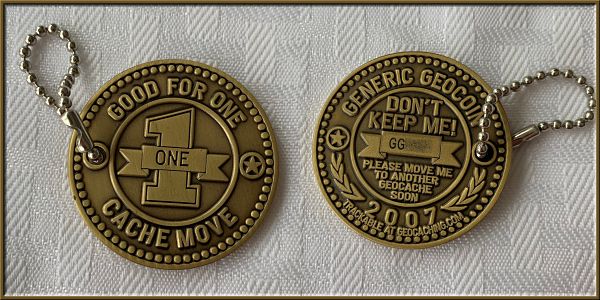 GOOD FOR ONE
1
ONE
CACHE MOVE
GENERIC GEOCOIN
DON'T
KEEP ME!
GG
PLEASE MOVE ME
TO ANOTHER
GEOCACHE
SOON
2007
TRACKABLE AT GEOCACHING.COM